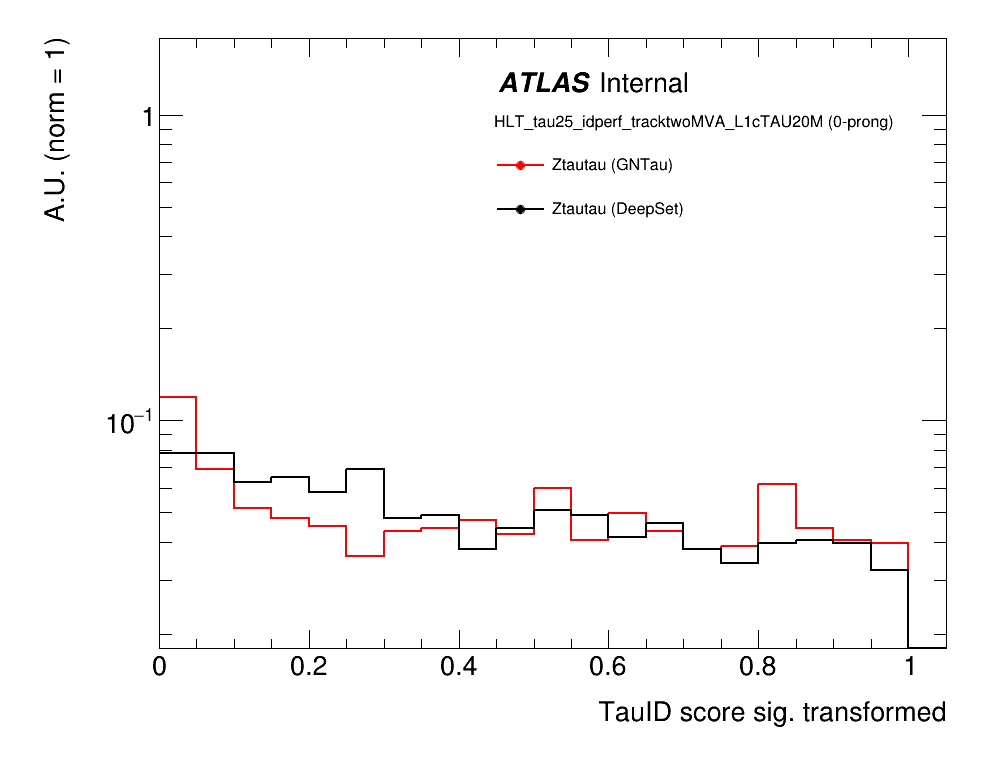 A.U. (norm = 1)
ATLAS Internal
HLT_tau25_idperf_tracktwoMVA_L1cTAU20M (0-prong)
Ztautau (GNTau)
Ztautau (DeepSet)
1
10⁻¹
0 0.2 0.4 0.6 0.8 1
TauID score sig. transformed